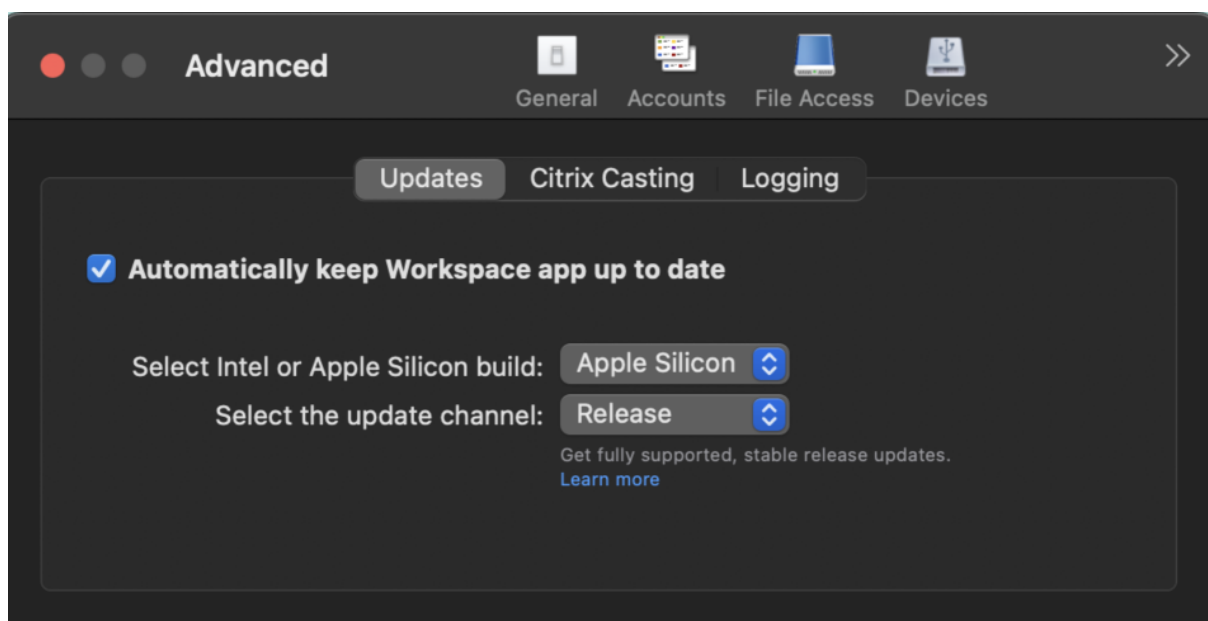 Advanced
General Accounts File Access Devices
Updates Citrix Casting Logging
Automatically keep Workspace app up to date
Select Intel or Apple Silicon build: Apple Silicon
Select the update channel: Release
Get fully supported, stable release updates.
Learn more